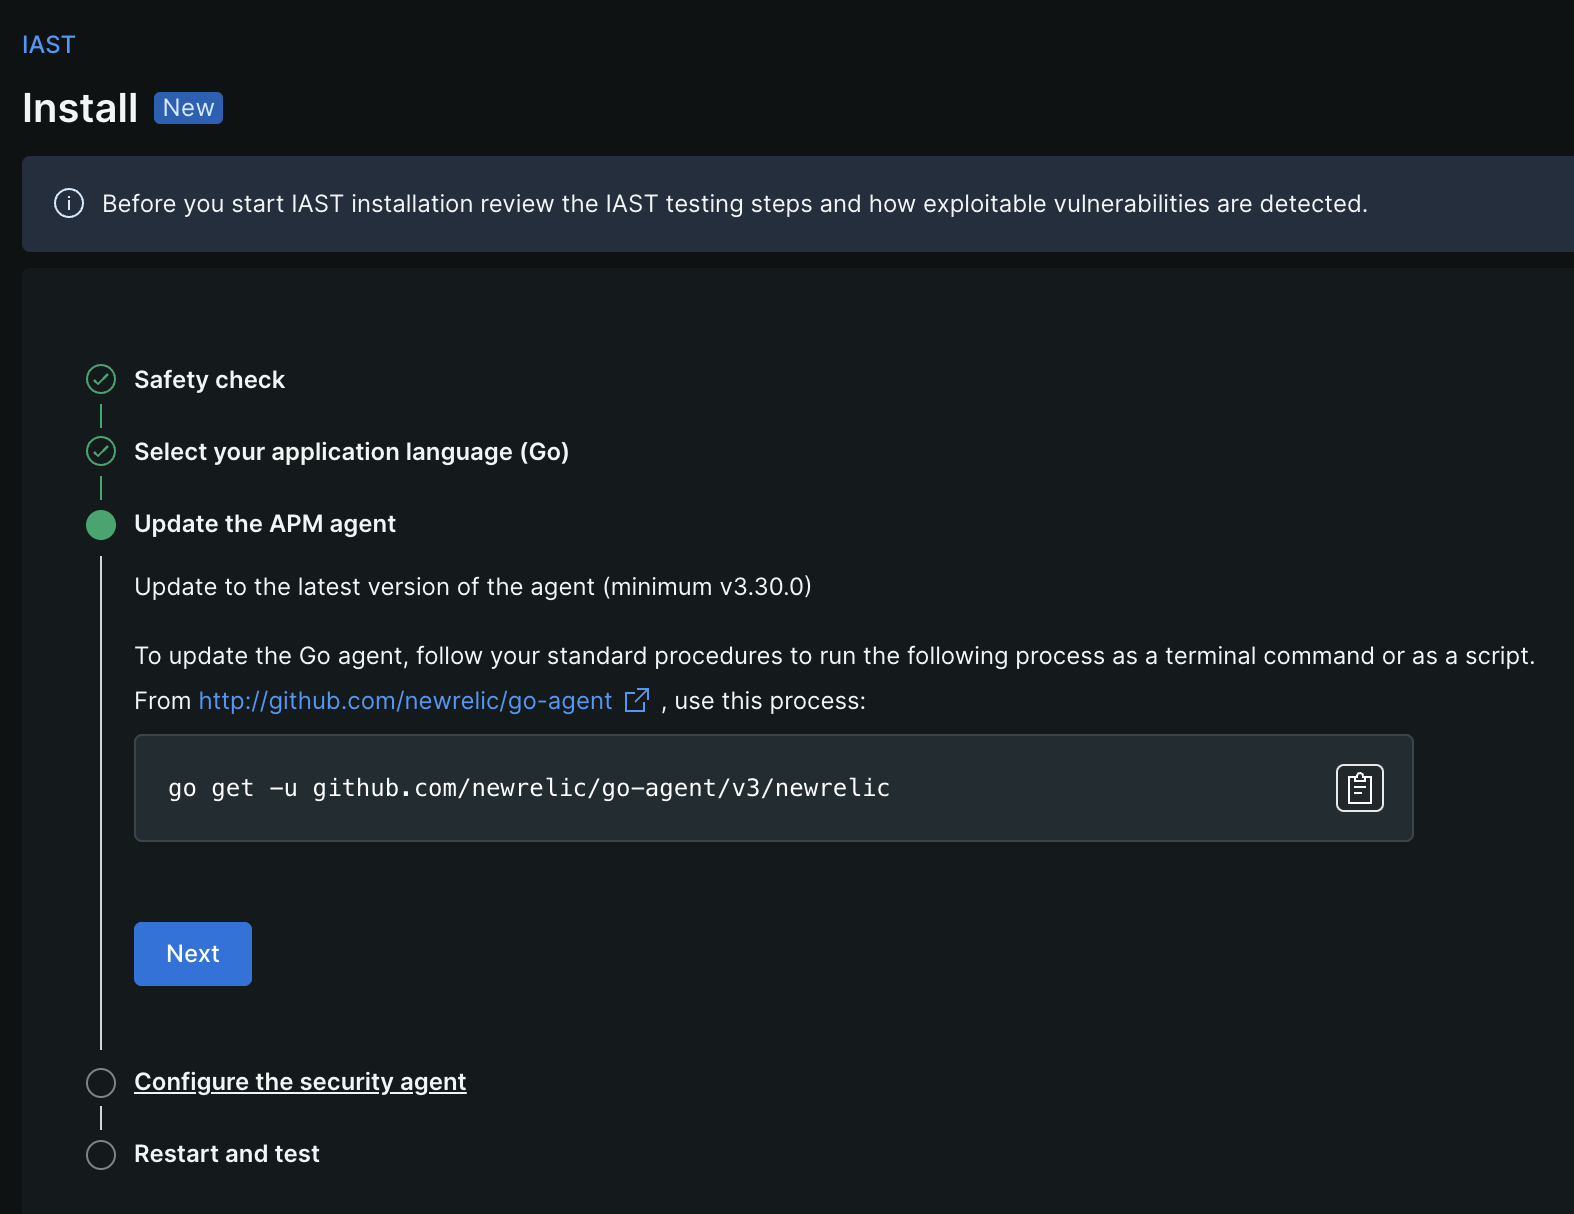 IAST
Install New
Before you start IAST installation review the IAST testing steps and how exploitable vulnerabilities are detected.
Safety check
Select your application language (Go)
Update the APM agent
Update to the latest version of the agent (minimum v3.30.0)
To update the Go agent, follow your standard procedures to run the following process as a terminal command or as a script.
From http://github.com/newrelic/go-agent , use this process:
go get -u github.com/newrelic/go-agent/v3/newrelic
Next
Configure the security agent
Restart and test